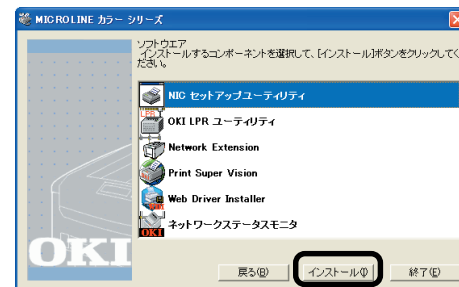 MICROLINE カラー シリーズ
ソフトウエア
インストールするコンポーネントを選択して、[インストール]ボタンをクリックしてく
ださい。
NIC セットアップユーティリティ
OKI LPR ユーティリティ
Network Extension
Print Super Vision
Web Driver Installer
ネットワークステータスモニタ
OKI
戻る(B)
インストール(I)
終了(E)